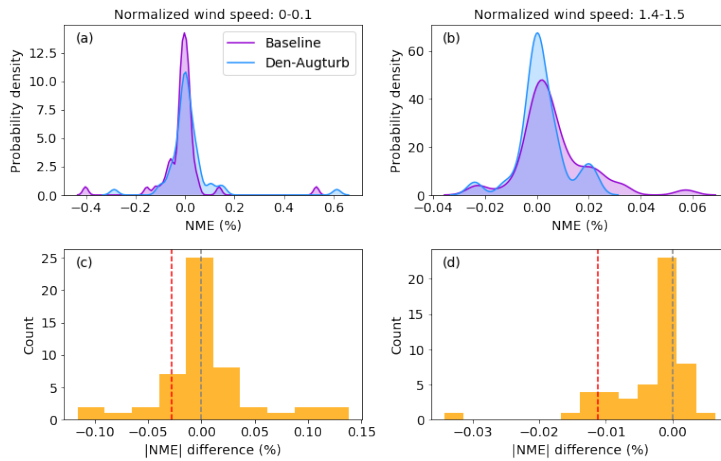 Normalized wind speed: 0-0.1
(a)
Baseline
Den-Augturb
Probability density
12.5
10.0
7.5
5.0
2.5
0.0
−0.4 −0.2 0.0 0.2 0.4 0.6
NME (%)
Normalized wind speed: 1.4-1.5
(b)
Probability density
60
40
20
0
−0.04 −0.02 0.00 0.02 0.04 0.06
NME (%)
(c)
Count
25
20
15
10
5
0
−0.10 −0.05 0.00 0.05 0.10 0.15
|NME| difference (%)
(d)
Count
20
15
10
5
0
−0.03 −0.02 −0.01 0.00
|NME| difference (%)